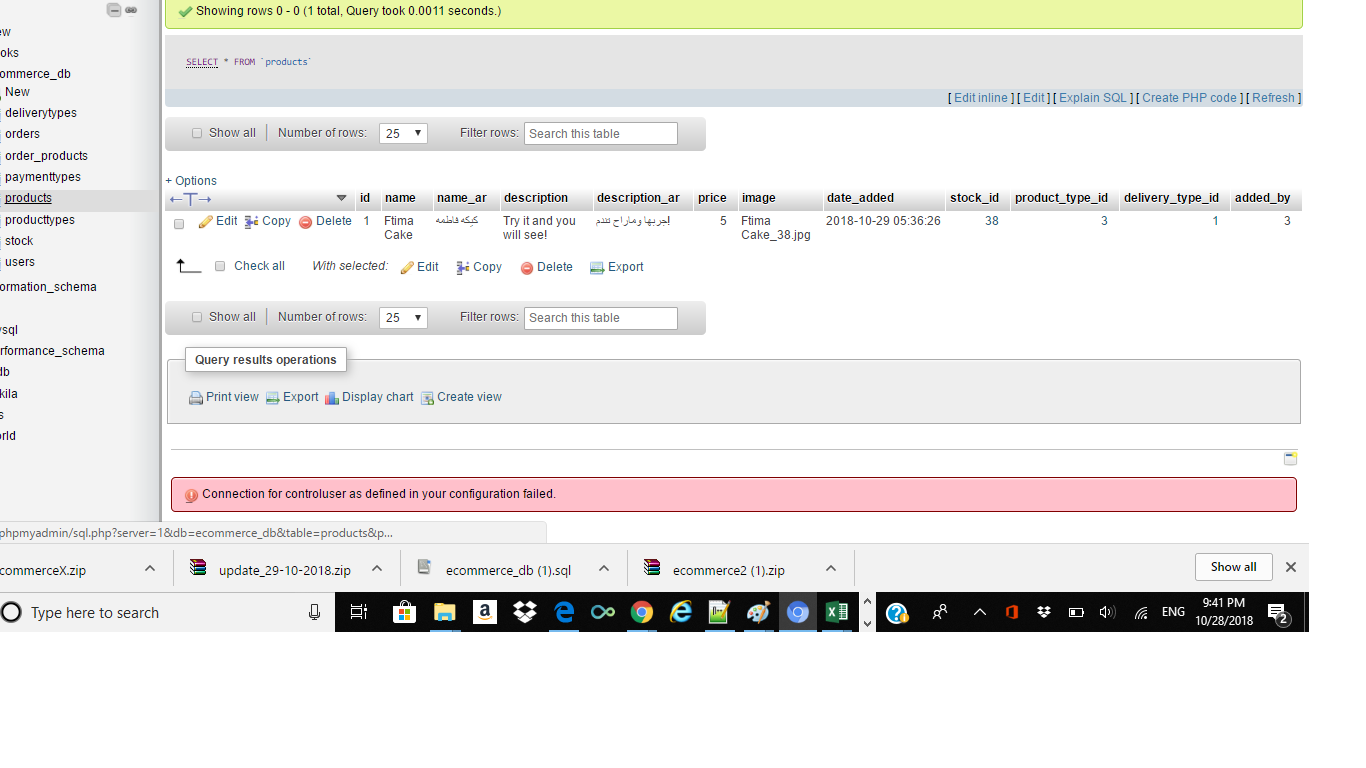 Showing rows 0 - 0 (1 total, Query took 0.0011 seconds.)
SELECT * FROM `products`
[ Edit inline ] [ Edit ] [ Explain SQL ] [ Create PHP code ] [ Refresh ]
ew
oks
ommerce_db
New
deliverytypes
orders
order_products
paymenttypes
products
producttypes
stock
users
ormation_schema
ysql
rformance_schema
db
kila
s
orld
Show all Number of rows: 25 Filter rows: Search this table
+ Options
id name name_ar description description_ar price image date_added stock_id product_type_id delivery_type_id added_by
Edit Copy Delete 1 Ftima كيكه فاطمه Try it and you اجربها وماراح تندم! 5 Ftima 2018-10-29 05:36:26 38 3 1 3
Cake will see! Cake_38.jpg
Check all With selected: Edit Copy Delete Export
Show all Number of rows: 25 Filter rows: Search this table
Query results operations
Print view Export Display chart Create view
Connection for controluser as defined in your configuration failed.
phpmyadmin/sql.php?server=1&db=ecommerce_db&table=products&p...
commerceX.zip update_29-10-2018.zip ecommerce_db (1).sql ecommerce2 (1).zip Show all
Type here to search ENG 9:41 PM
10/28/2018 2